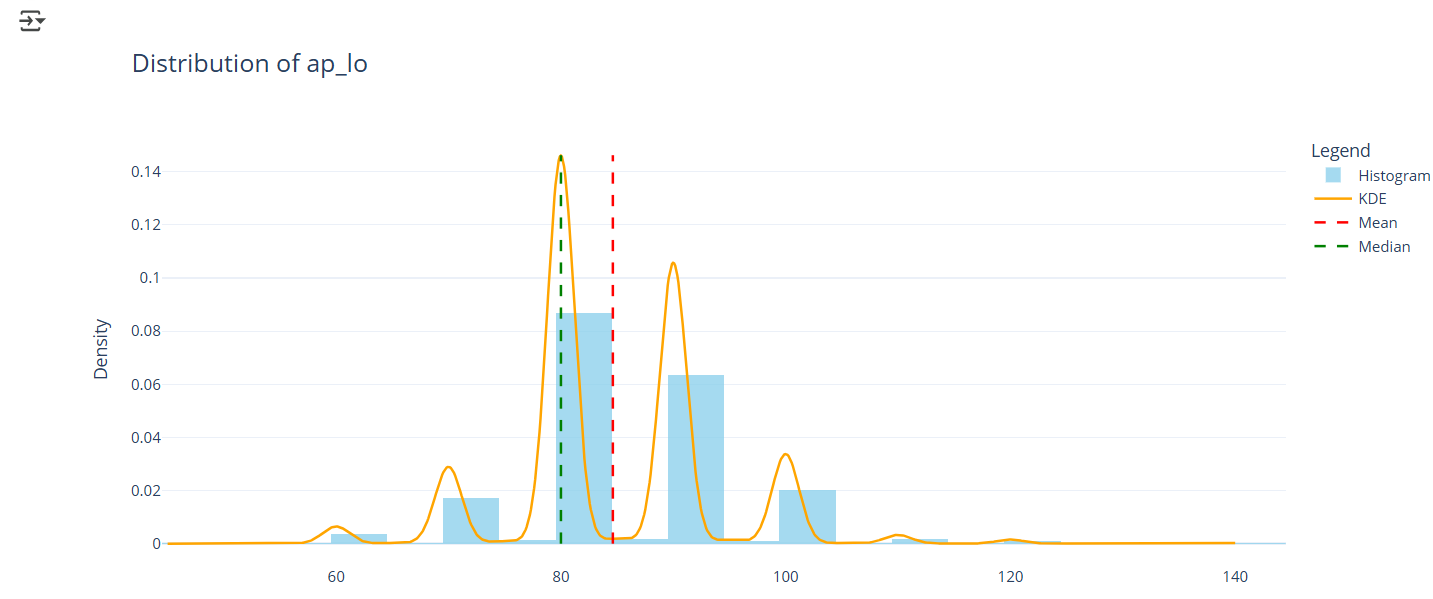 Distribution of ap_lo
Legend
Histogram
KDE
Mean
Median
Density
0.14
0.12
0.1
0.08
0.06
0.04
0.02
0
60 80 100 120 140